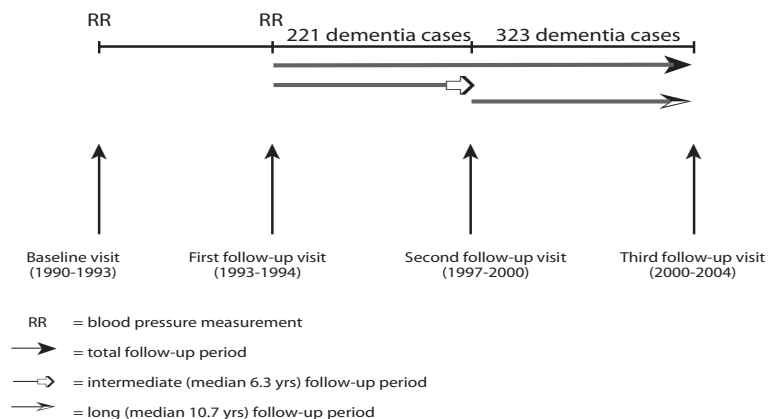 RR
RR
221 dementia cases
323 dementia cases
Baseline visit
(1990-1993)
First follow-up visit
(1993-1994)
Second follow-up visit
(1997-2000)
Third follow-up visit
(2000-2004)
RR = blood pressure measurement
= total follow-up period
= intermediate (median 6.3 yrs) follow-up period
= long (median 10.7 yrs) follow-up period